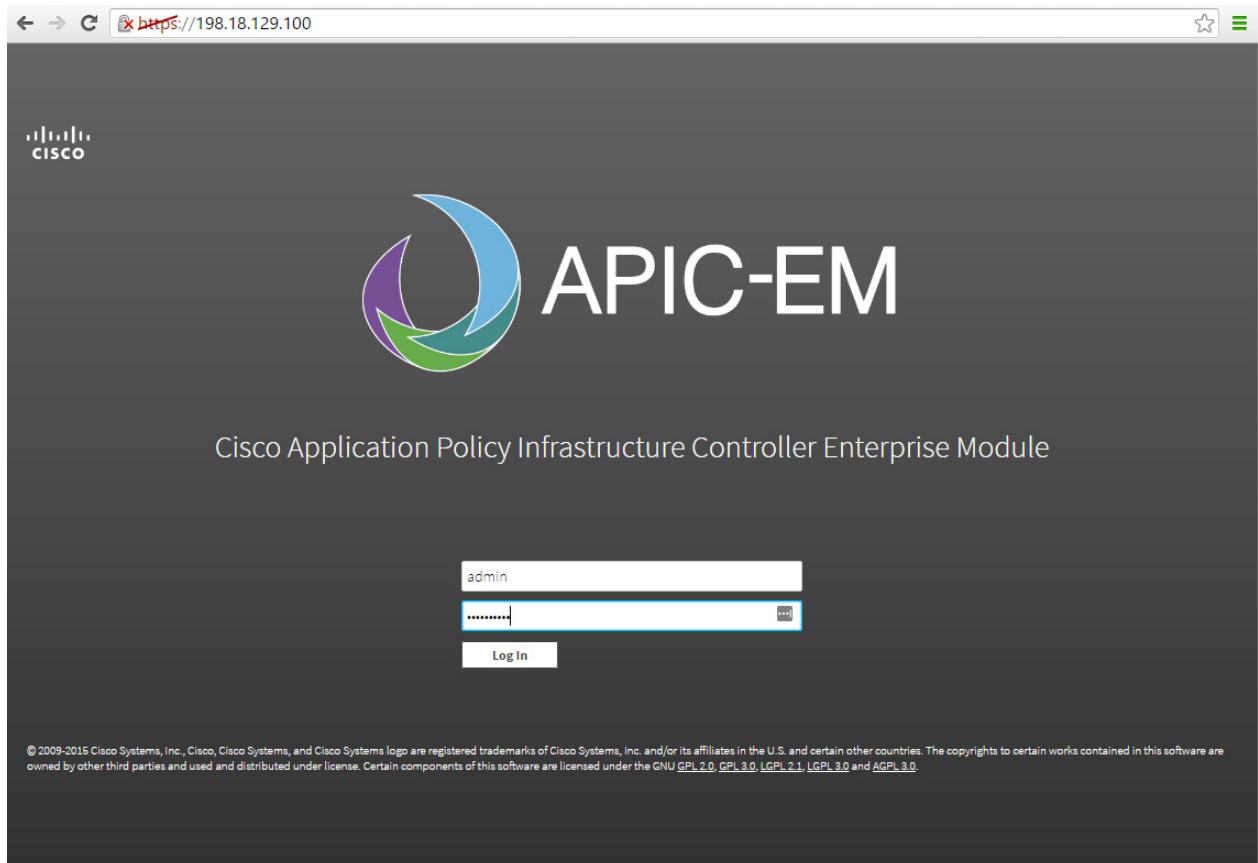 https://198.18.129.100
CISCO
APIC-EM
Cisco Application Policy Infrastructure Controller Enterprise Module
admin
Log In
© 2009-2015 Cisco Systems, Inc., Cisco, Cisco Systems, and Cisco Systems logo are registered trademarks of Cisco Systems, Inc. and/or its affiliates in the U.S. and certain other countries. The copyrights to certain works contained in this software are
owned by other third parties and used and distributed under license. Certain components of this software are licensed under the GNU GPL 2.0, GPL 3.0, LGPL 2.1, LGPL 3.0 and AGPL 3.0.